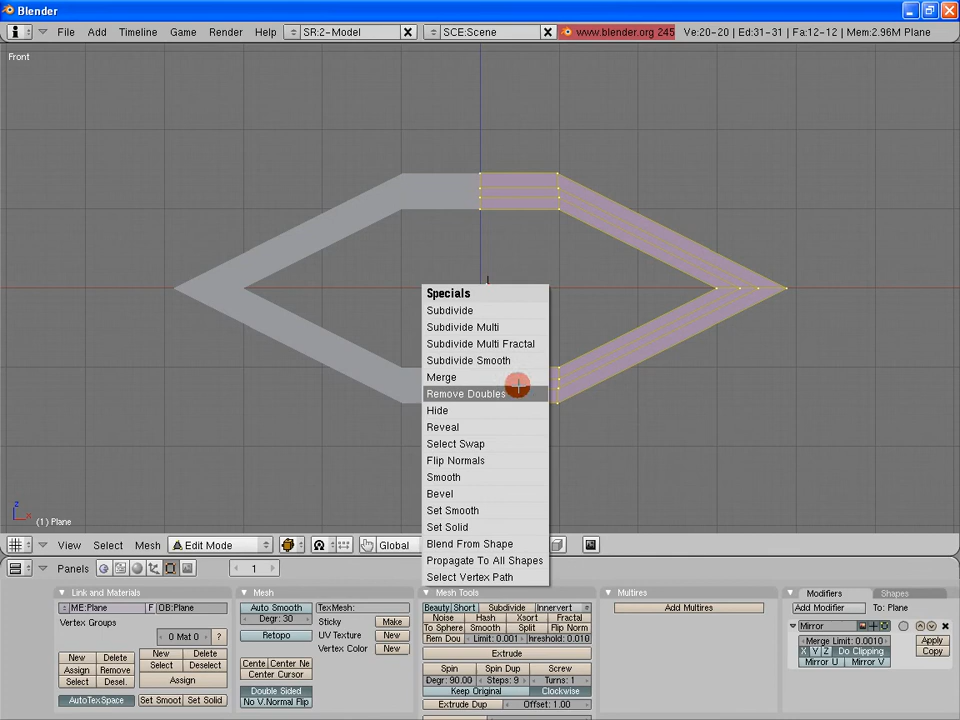 Blender
File Add Timeline Game Render Help SR:2-Model SCE:Scene www.blender.org 245 Ve:20-20 | Ed:31-31 | Fa:12-12 | Mem:2.96M Plane
Front
Specials
Subdivide
Subdivide Multi
Subdivide Multi Fractal
Subdivide Smooth
Merge
Remove Doubles
Hide
Reveal
Select Swap
Flip Normals
Smooth
Bevel
Set Smooth
Set Solid
Blend From Shape
Propagate To All Shapes
Select Vertex Path
z
x
(1) Plane
View Select Mesh Edit Mode Global
Panels 1
Link and Materials Mesh Mesh Tools Multires Modifiers Shapes
ME:Plane F OB:Plane Auto Smooth TexMesh: Beauty Short Subdivide Innervert Add Multires Add Modifier To: Plane
Vertex Groups Degr: 30 Sticky Make Noise Hash Xsort Fractal Mirror
0 Mat 0 ? Retopo UV Texture New To Sphere Smooth Split Flip Norm Merge Limit: 0.0010 Apply
Vertex Color New Rem Dou Limit: 0.001 hreshold: 0.010 X Y Z Do Clipping Copy
New Delete New Delete Cente Center Ne Extrude Mirror U Mirror V
Assign Remove Select Deselect Center Cursor Spin Spin Dup Screw
Select Desel. Assign Degr: 90.00 Steps: 9 Turns: 1
AutoTexSpace Set Smoot Set Solid Double Sided Keep Original Clockwise
No V.Normal Flip Extrude Dup Offset: 1.00